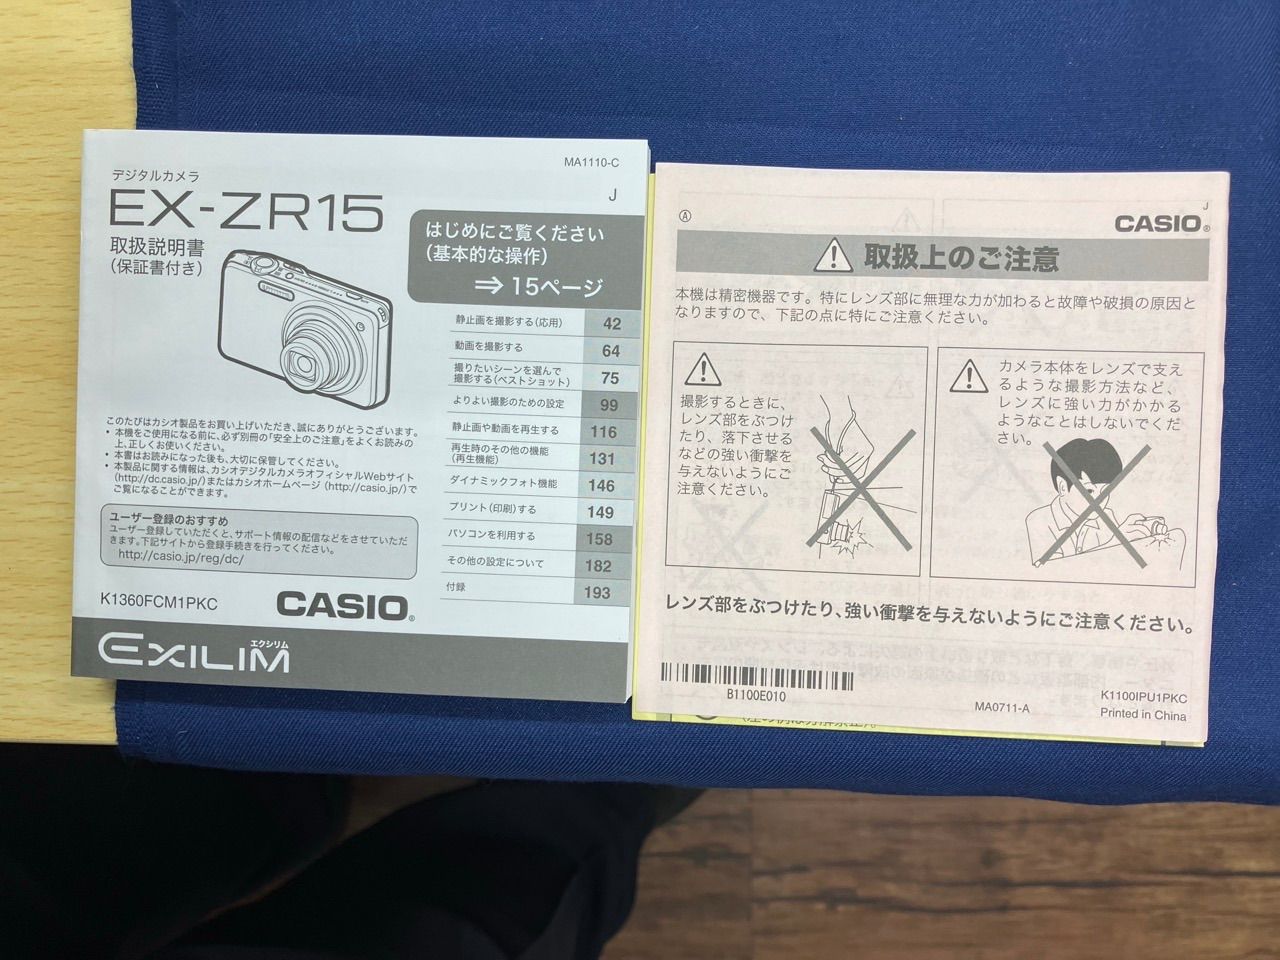 MA1110-C
J
デジタルカメラ
EX-ZR15
取扱説明書
（保証書付き）
はじめにご覧ください
（基本的な操作）
⇒ 15ページ
静止画を撮影する（応用） 42
動画を撮影する 64
撮りたいシーンを選んで
撮影する（ベストショット） 75
よりよい撮影のための設定 99
静止画や動画を再生する 116
再生時のその他の機能
（再生機能） 131
ダイナミックフォト機能 146
プリント（印刷）する 149
パソコンを利用する 158
その他の設定について 182
付録 193
このたびはカシオ製品をお買い上げいただき、誠にありがとうございます。
• 本機をご使用になる前に、必ず別冊の「安全上のご注意」をよくお読みの
上、正しくお使いください。
• 本書はお読みになった後も、大切に保管してください。
• 本製品に関する情報は、カシオデジタルカメラオフィシャルWebサイト
（http://dc.casio.jp/）またはカシオホームページ（http://casio.jp/）で
ご覧になることができます。
ユーザー登録のおすすめ
ユーザー登録していただくと、サポート情報の配信などをさせていただ
きます。下記サイトから登録手続きを行ってください。
http://casio.jp/reg/dc/
K1360FCM1PKC
CASIO®
エクシリム
EXILIM
J
Ⓐ
CASIO®
取扱上のご注意
本機は精密機器です。特にレンズ部に無理な力が加わると故障や破損の原因と
なりますので、下記の点に特にご注意ください。
撮影するときに、
レンズ部をぶつけ
たり、落下させる
などの強い衝撃を
与えないようにご
注意ください。
カメラ本体をレンズで支え
るような撮影方法など、
レンズに強い力がかかる
ようなことはしないでくだ
さい。
レンズ部をぶつけたり、強い衝撃を与えないようにご注意ください。
B1100E010
MA0711-A
K1100IPU1PKC
Printed in China